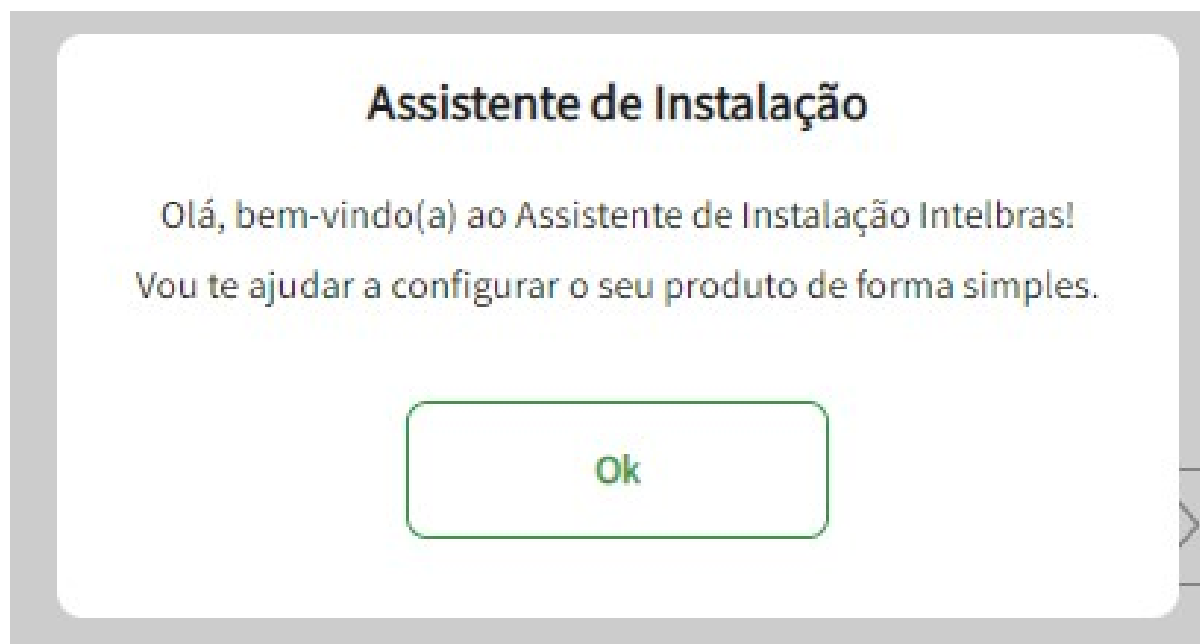 Assistente de Instalação
Olá, bem-vindo(a) ao Assistente de Instalação Intelbras!
Vou te ajudar a configurar o seu produto de forma simples.
Ok